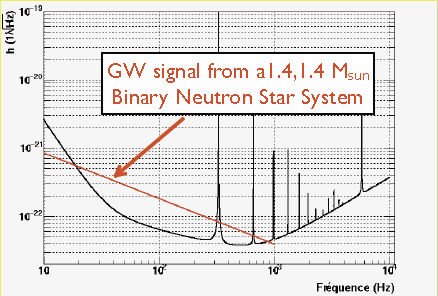 h (1/√Hz)
10⁻¹⁹
10⁻²⁰
10⁻²¹
10⁻²²
GW signal from a1.4,1.4 Msun
Binary Neutron Star System
10 10² 10³ 10⁴
Fréquence (Hz)